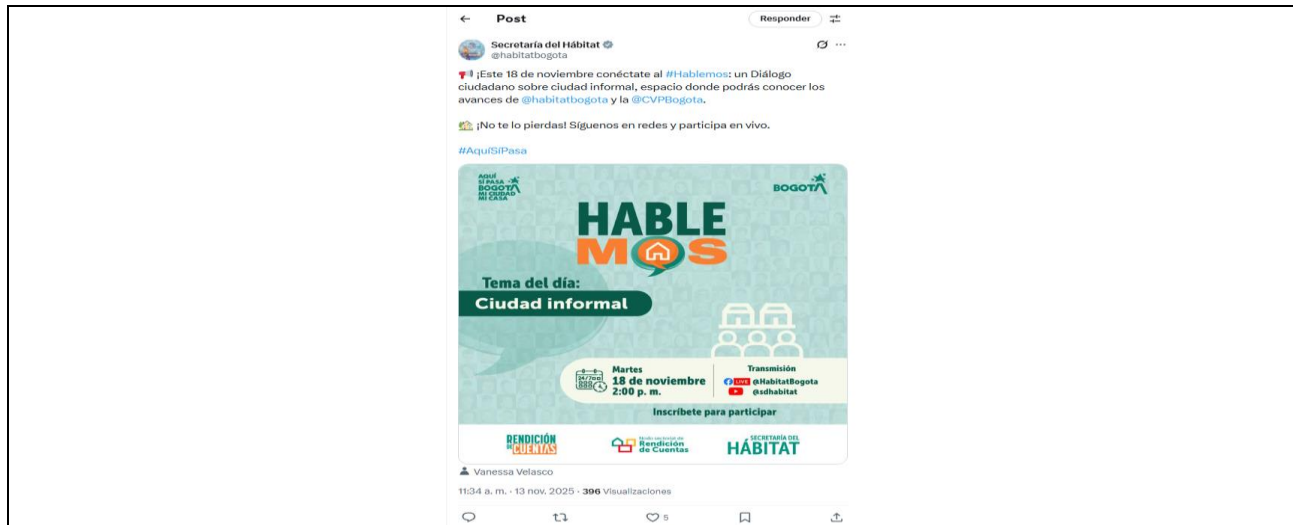 Post
Responder
Secretaría del Hábitat
@habitatbogota
¡Este 18 de noviembre conéctate al #Hablemos: un Diálogo
ciudadano sobre ciudad informal, espacio donde podrás conocer los
avances de @habitatbogota y la @CVPBogota.
¡No te lo pierdas! Síguenos en redes y participa en vivo.
#AquíSíPasa
AQUÍ
SÍ PASA
BOGOTÁ
MI CIUDAD
MI CASA
BOGOTÁ
HABLE
MOS
Tema del día:
Ciudad informal
Martes
18 de noviembre
2:00 p. m.
Transmisión
LIVE @HabitatBogota
@sdhabitat
Inscríbete para participar
RENDICIÓN
DE CUENTAS
Rendición
de Cuentas
SECRETARÍA DEL
HÁBITAT
Vanessa Velasco
11:34 a. m. · 13 nov. 2025 · 396 Visualizaciones
5